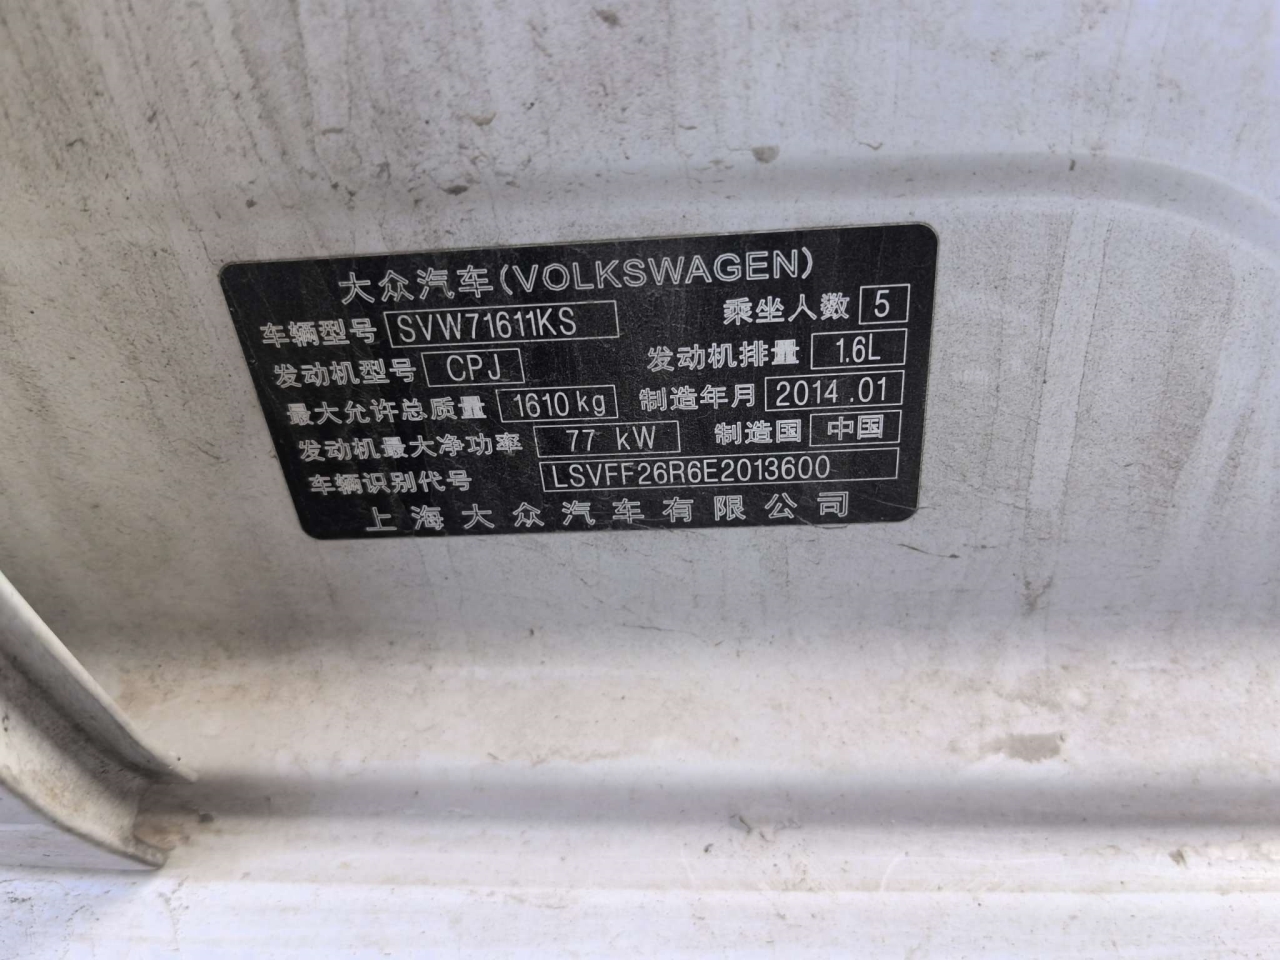 大众汽车(VOLKSWAGEN)
车辆型号 SVW71611KS 乘坐人数 5
发动机型号 CPJ 发动机排量 1.6L
最大允许总质量 1610kg 制造年月 2014.01
发动机最大净功率 77 kW 制造国 中国
车辆识别代号 LSVFF26R6E2013600
上海大众汽车有限公司